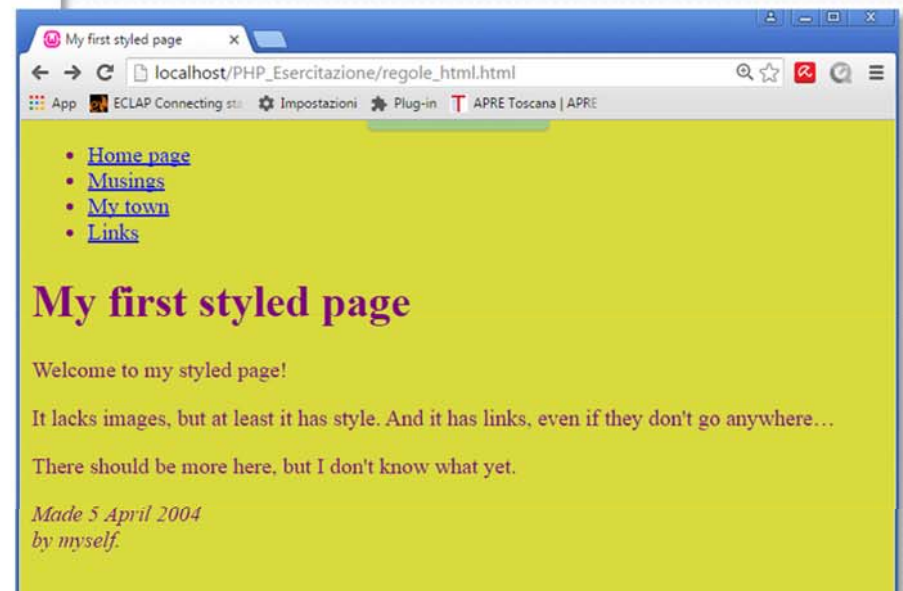 My first styled page
localhost/PHP_Esercitazione/regole_html.html
App ECLAP Connecting sta Impostazioni Plug-in APRE Toscana | APRE
Home page
Musings
My town
Links
My first styled page
Welcome to my styled page!
It lacks images, but at least it has style. And it has links, even if they don't go anywhere…
There should be more here, but I don't know what yet.
Made 5 April 2004
by myself.